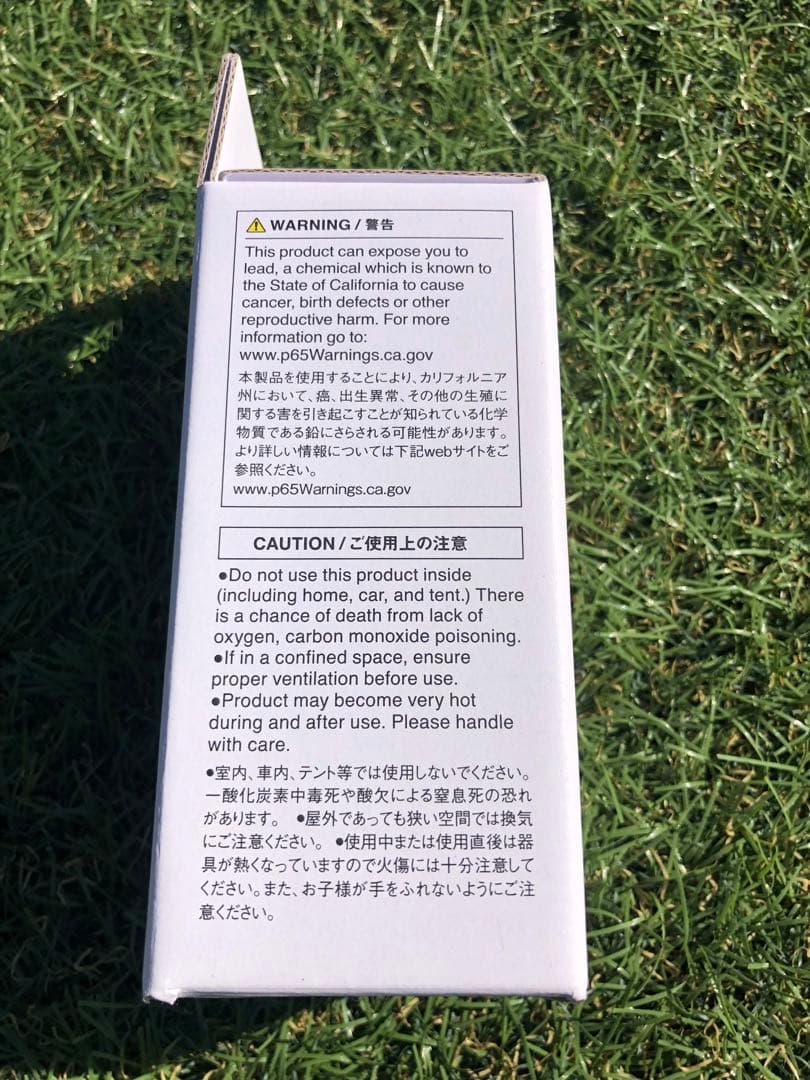 ⚠ WARNING / 警告
This product can expose you to
lead, a chemical which is known to
the State of California to cause
cancer, birth defects or other
reproductive harm. For more
information go to:
www.p65Warnings.ca.gov
本製品を使用することにより、カリフォルニア
州において、癌、出生異常、その他の生殖に
関する害を引き起こすことが知られている化学
物質である鉛にさらされる可能性があります。
より詳しい情報については下記webサイトをご
参照ください。
www.p65Warnings.ca.gov
CAUTION / ご使用上の注意
●Do not use this product inside
(including home, car, and tent.) There
is a chance of death from lack of
oxygen, carbon monoxide poisoning.
●If in a confined space, ensure
proper ventilation before use.
●Product may become very hot
during and after use. Please handle
with care.
●室内、車内、テント等では使用しないでください。
一酸化炭素中毒死や酸欠による窒息死の恐れ
があります。 ●屋外であっても狭い空間では換気
にご注意ください。 ●使用中または使用直後は器
具が熱くなっていますので火傷には十分注意して
ください。また、お子様が手をふれないようにご注
意ください。